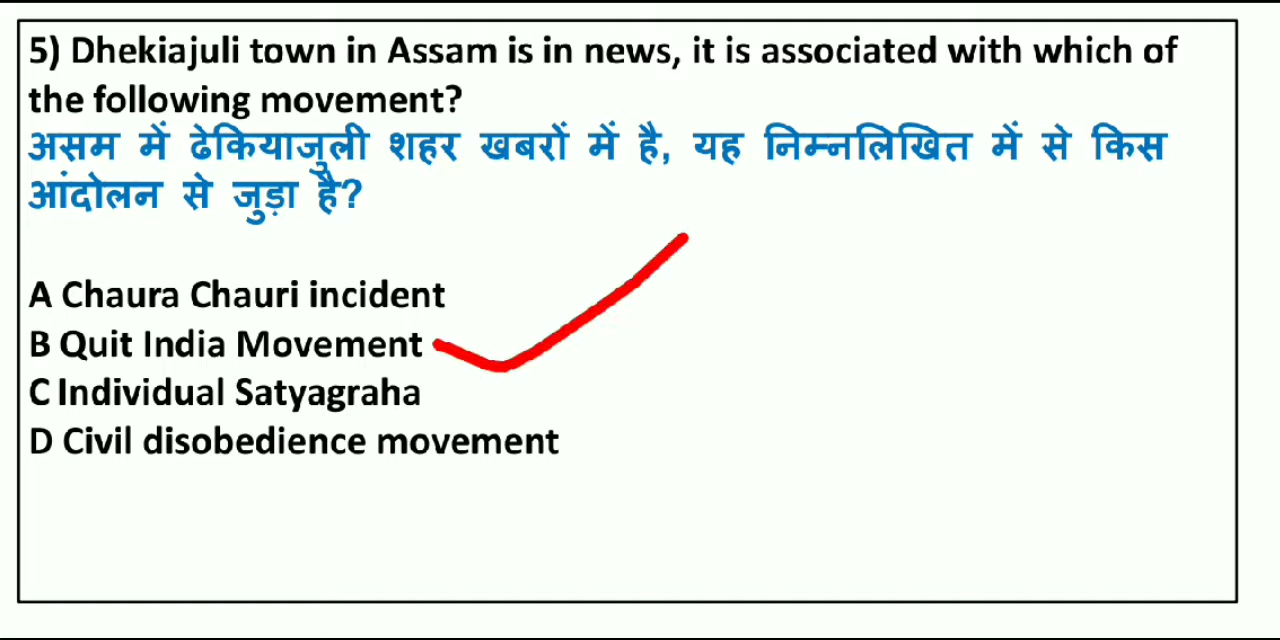 5) Dhekiajuli town in Assam is in news, it is associated with which of
the following movement?
असम में ढेकियाजुली शहर खबरों में है, यह निम्नलिखित में से किस
आंदोलन से जुड़ा है?
A Chaura Chauri incident
B Quit India Movement
C Individual Satyagraha
D Civil disobedience movement